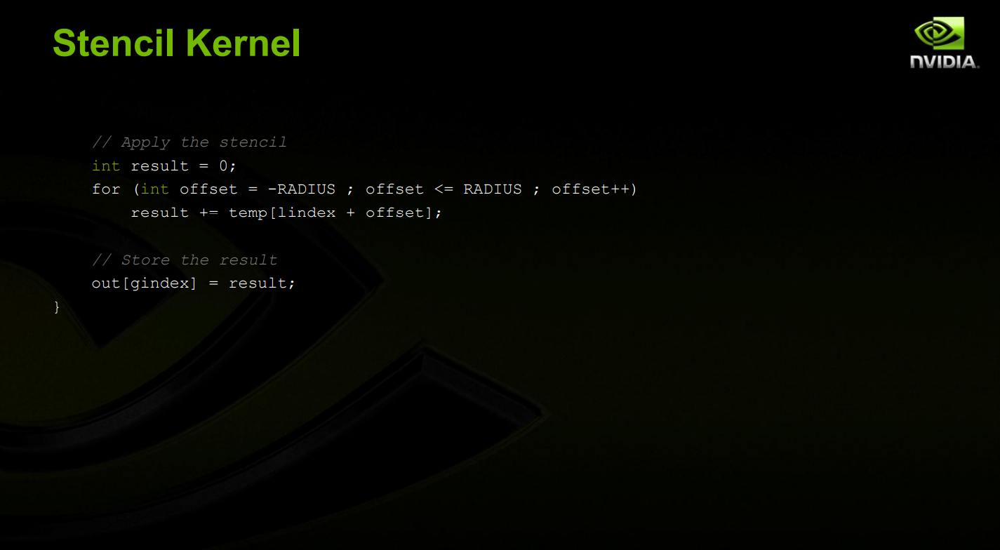 Stencil Kernel
NVIDIA.
// Apply the stencil
int result = 0;
for (int offset = -RADIUS ; offset <= RADIUS ; offset++)
result += temp[lindex + offset];
// Store the result
out[gindex] = result;
}